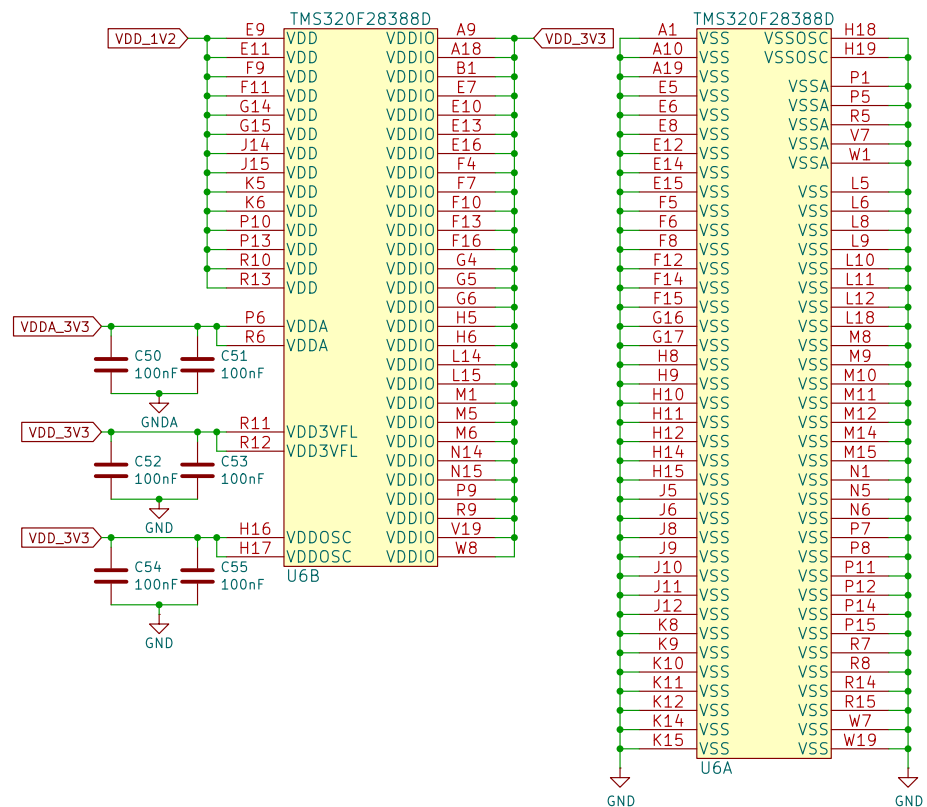 TMS320F28388D
VDD_1V2
E9 VDD VDDIO A9
VDD_3V3
E11 VDD VDDIO A18
F9 VDD VDDIO B1
F11 VDD VDDIO E7
G14 VDD VDDIO E10
G15 VDD VDDIO E13
J14 VDD VDDIO E16
J15 VDD VDDIO F4
K5 VDD VDDIO F7
K6 VDD VDDIO F10
P10 VDD VDDIO F13
P13 VDD VDDIO F16
R10 VDD VDDIO G4
R13 VDD VDDIO G5
VDDIO G6
VDDA_3V3
P6 VDDA VDDIO H5
R6 VDDA VDDIO H6
C50
100nF
C51
100nF
GNDA
VDDIO L14
VDDIO L15
VDDIO M1
VDDIO M5
VDD_3V3
R11 VDD3VFL VDDIO M6
R12 VDD3VFL VDDIO N14
C52
100nF
C53
100nF
GND
VDDIO N15
VDDIO P9
VDDIO R9
VDD_3V3
H16 VDDOSC VDDIO V19
H17 VDDOSC VDDIO W8
C54
100nF
C55
100nF
GND
U6B
TMS320F28388D
A1 VSS VSSOSC H18
A10 VSS VSSOSC H19
A19 VSS VSSA P1
E5 VSS VSSA P5
E6 VSS VSSA R5
E8 VSS VSSA V7
E12 VSS VSSA W1
E14 VSS
E15 VSS VSS L5
F5 VSS VSS L6
F6 VSS VSS L8
F8 VSS VSS L9
F12 VSS VSS L10
F14 VSS VSS L11
F15 VSS VSS L12
G16 VSS VSS L18
G17 VSS VSS M8
H8 VSS VSS M9
H9 VSS VSS M10
H10 VSS VSS M11
H11 VSS VSS M12
H12 VSS VSS M14
H14 VSS VSS M15
H15 VSS VSS N1
J5 VSS VSS N5
J6 VSS VSS N6
J8 VSS VSS P7
J9 VSS VSS P8
J10 VSS VSS P11
J11 VSS VSS P12
J12 VSS VSS P14
K8 VSS VSS P15
K9 VSS VSS R7
K10 VSS VSS R8
K11 VSS VSS R14
K12 VSS VSS R15
K14 VSS VSS W7
K15 VSS VSS W19
U6A
GND
GND